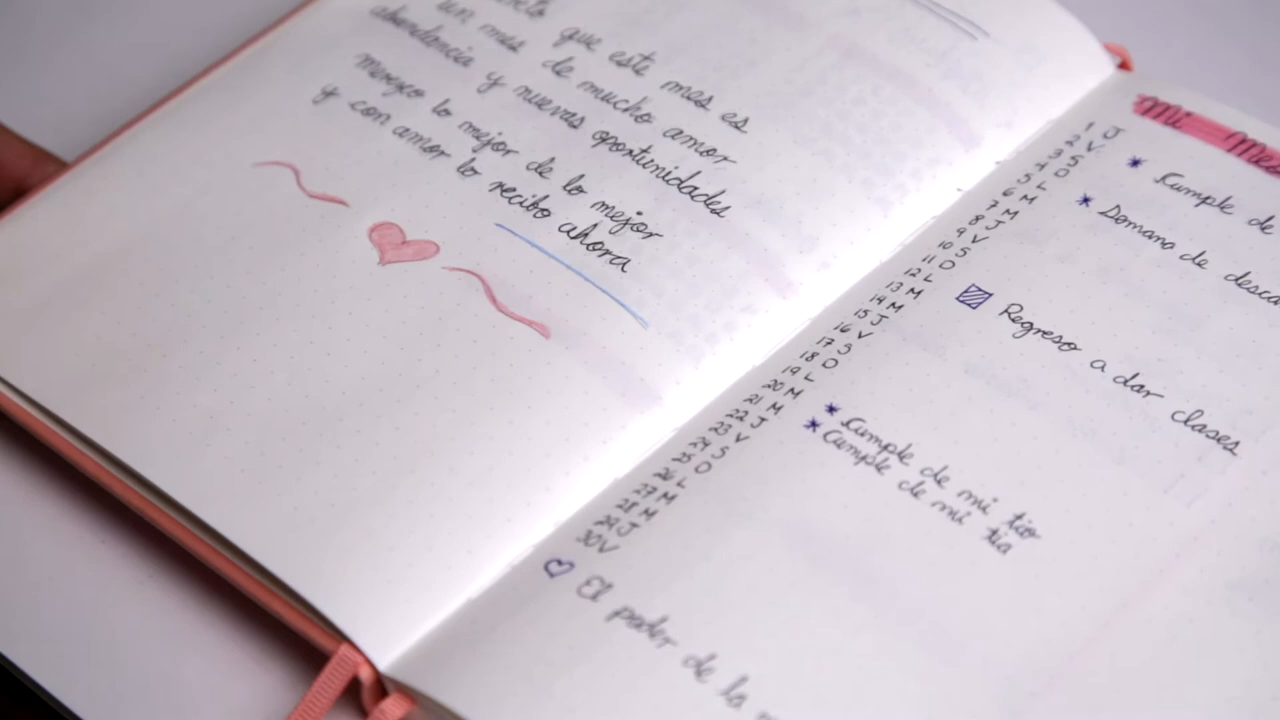 que este mes es
un mes de mucho amor
abundancia y nuevas oportunidades
merezco lo mejor de lo mejor
y con amor lo recibo ahora
Mi Mes
1 J
2 V
3 S
4 D
5 L
6 M
7 M
8 J
9 V
10 S
11 D
12 L
13 M
14 M
15 J
16 V
17 S
18 D
19 L
20 M
21 M
22 J
23 V
24 S
25 D
26 L
27 M
28 M
29 J
30 V
* Cumple de
* Semana de
Regreso a dar clases
* Cumple de mi tio
* Cumple de mi tia
♡ El poder de la